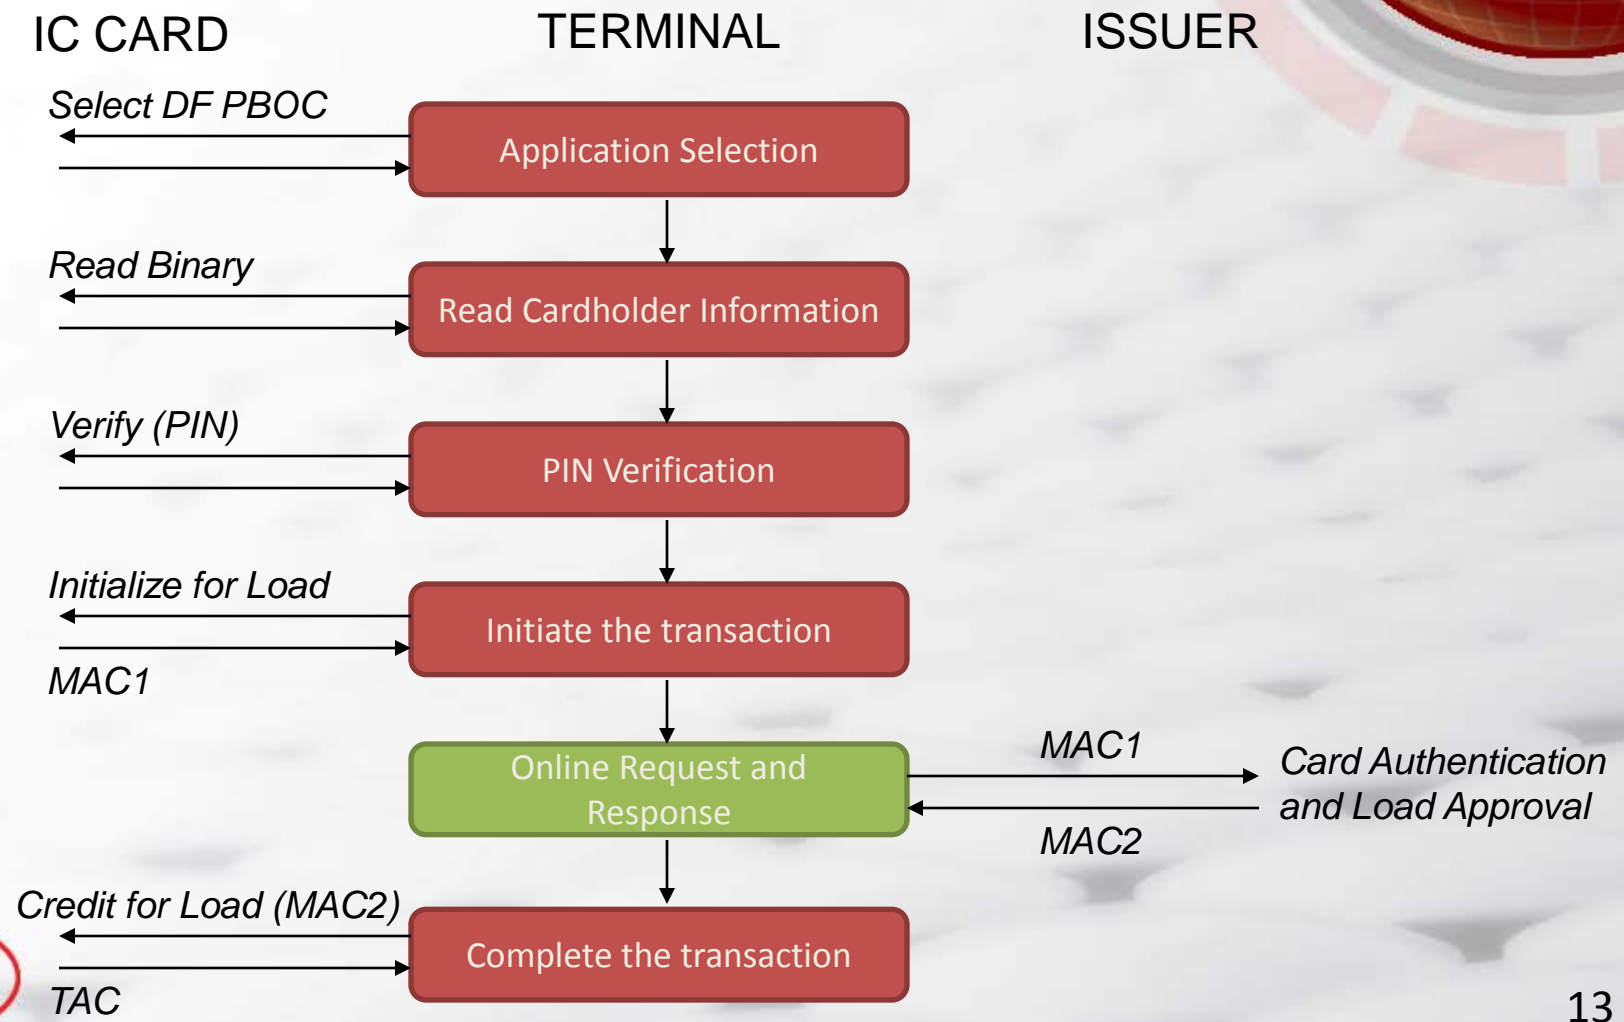 IC CARD
TERMINAL
ISSUER
Select DF PBOC
Application Selection
Read Binary
Read Cardholder Information
Verify (PIN)
PIN Verification
Initialize for Load
Initiate the transaction
MAC1
Online Request and
Response
MAC1
MAC2
Card Authentication
and Load Approval
Credit for Load (MAC2)
Complete the transaction
TAC
13